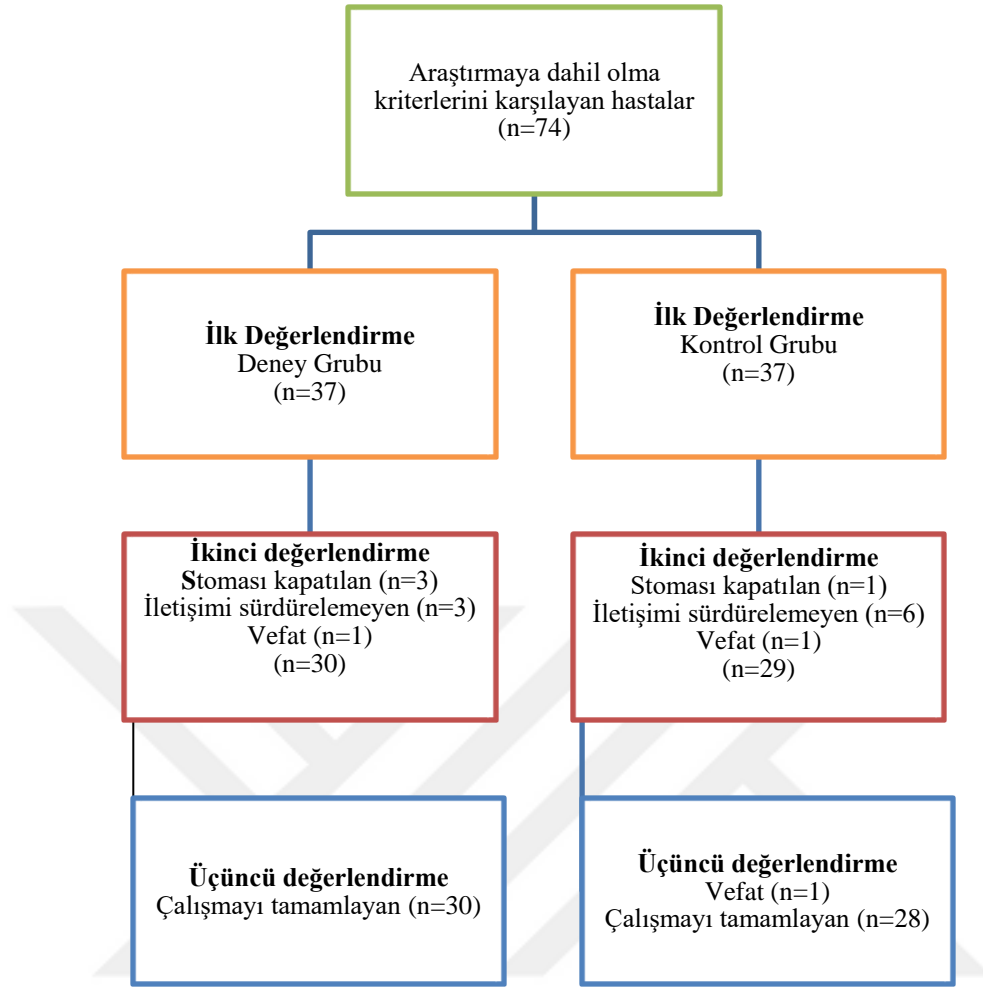 Araştırmaya dahil olma
kriterlerini karşılayan hastalar
(n=74)
İlk Değerlendirme
Deney Grubu
(n=37)
İlk Değerlendirme
Kontrol Grubu
(n=37)
İkinci değerlendirme
Stoması kapatılan (n=3)
İletişimi sürdürelemeyen (n=3)
Vefat (n=1)
(n=30)
İkinci değerlendirme
Stoması kapatılan (n=1)
İletişimi sürdürelemeyen (n=6)
Vefat (n=1)
(n=29)
Üçüncü değerlendirme
Çalışmayı tamamlayan (n=30)
Üçüncü değerlendirme
Vefat (n=1)
Çalışmayı tamamlayan (n=28)